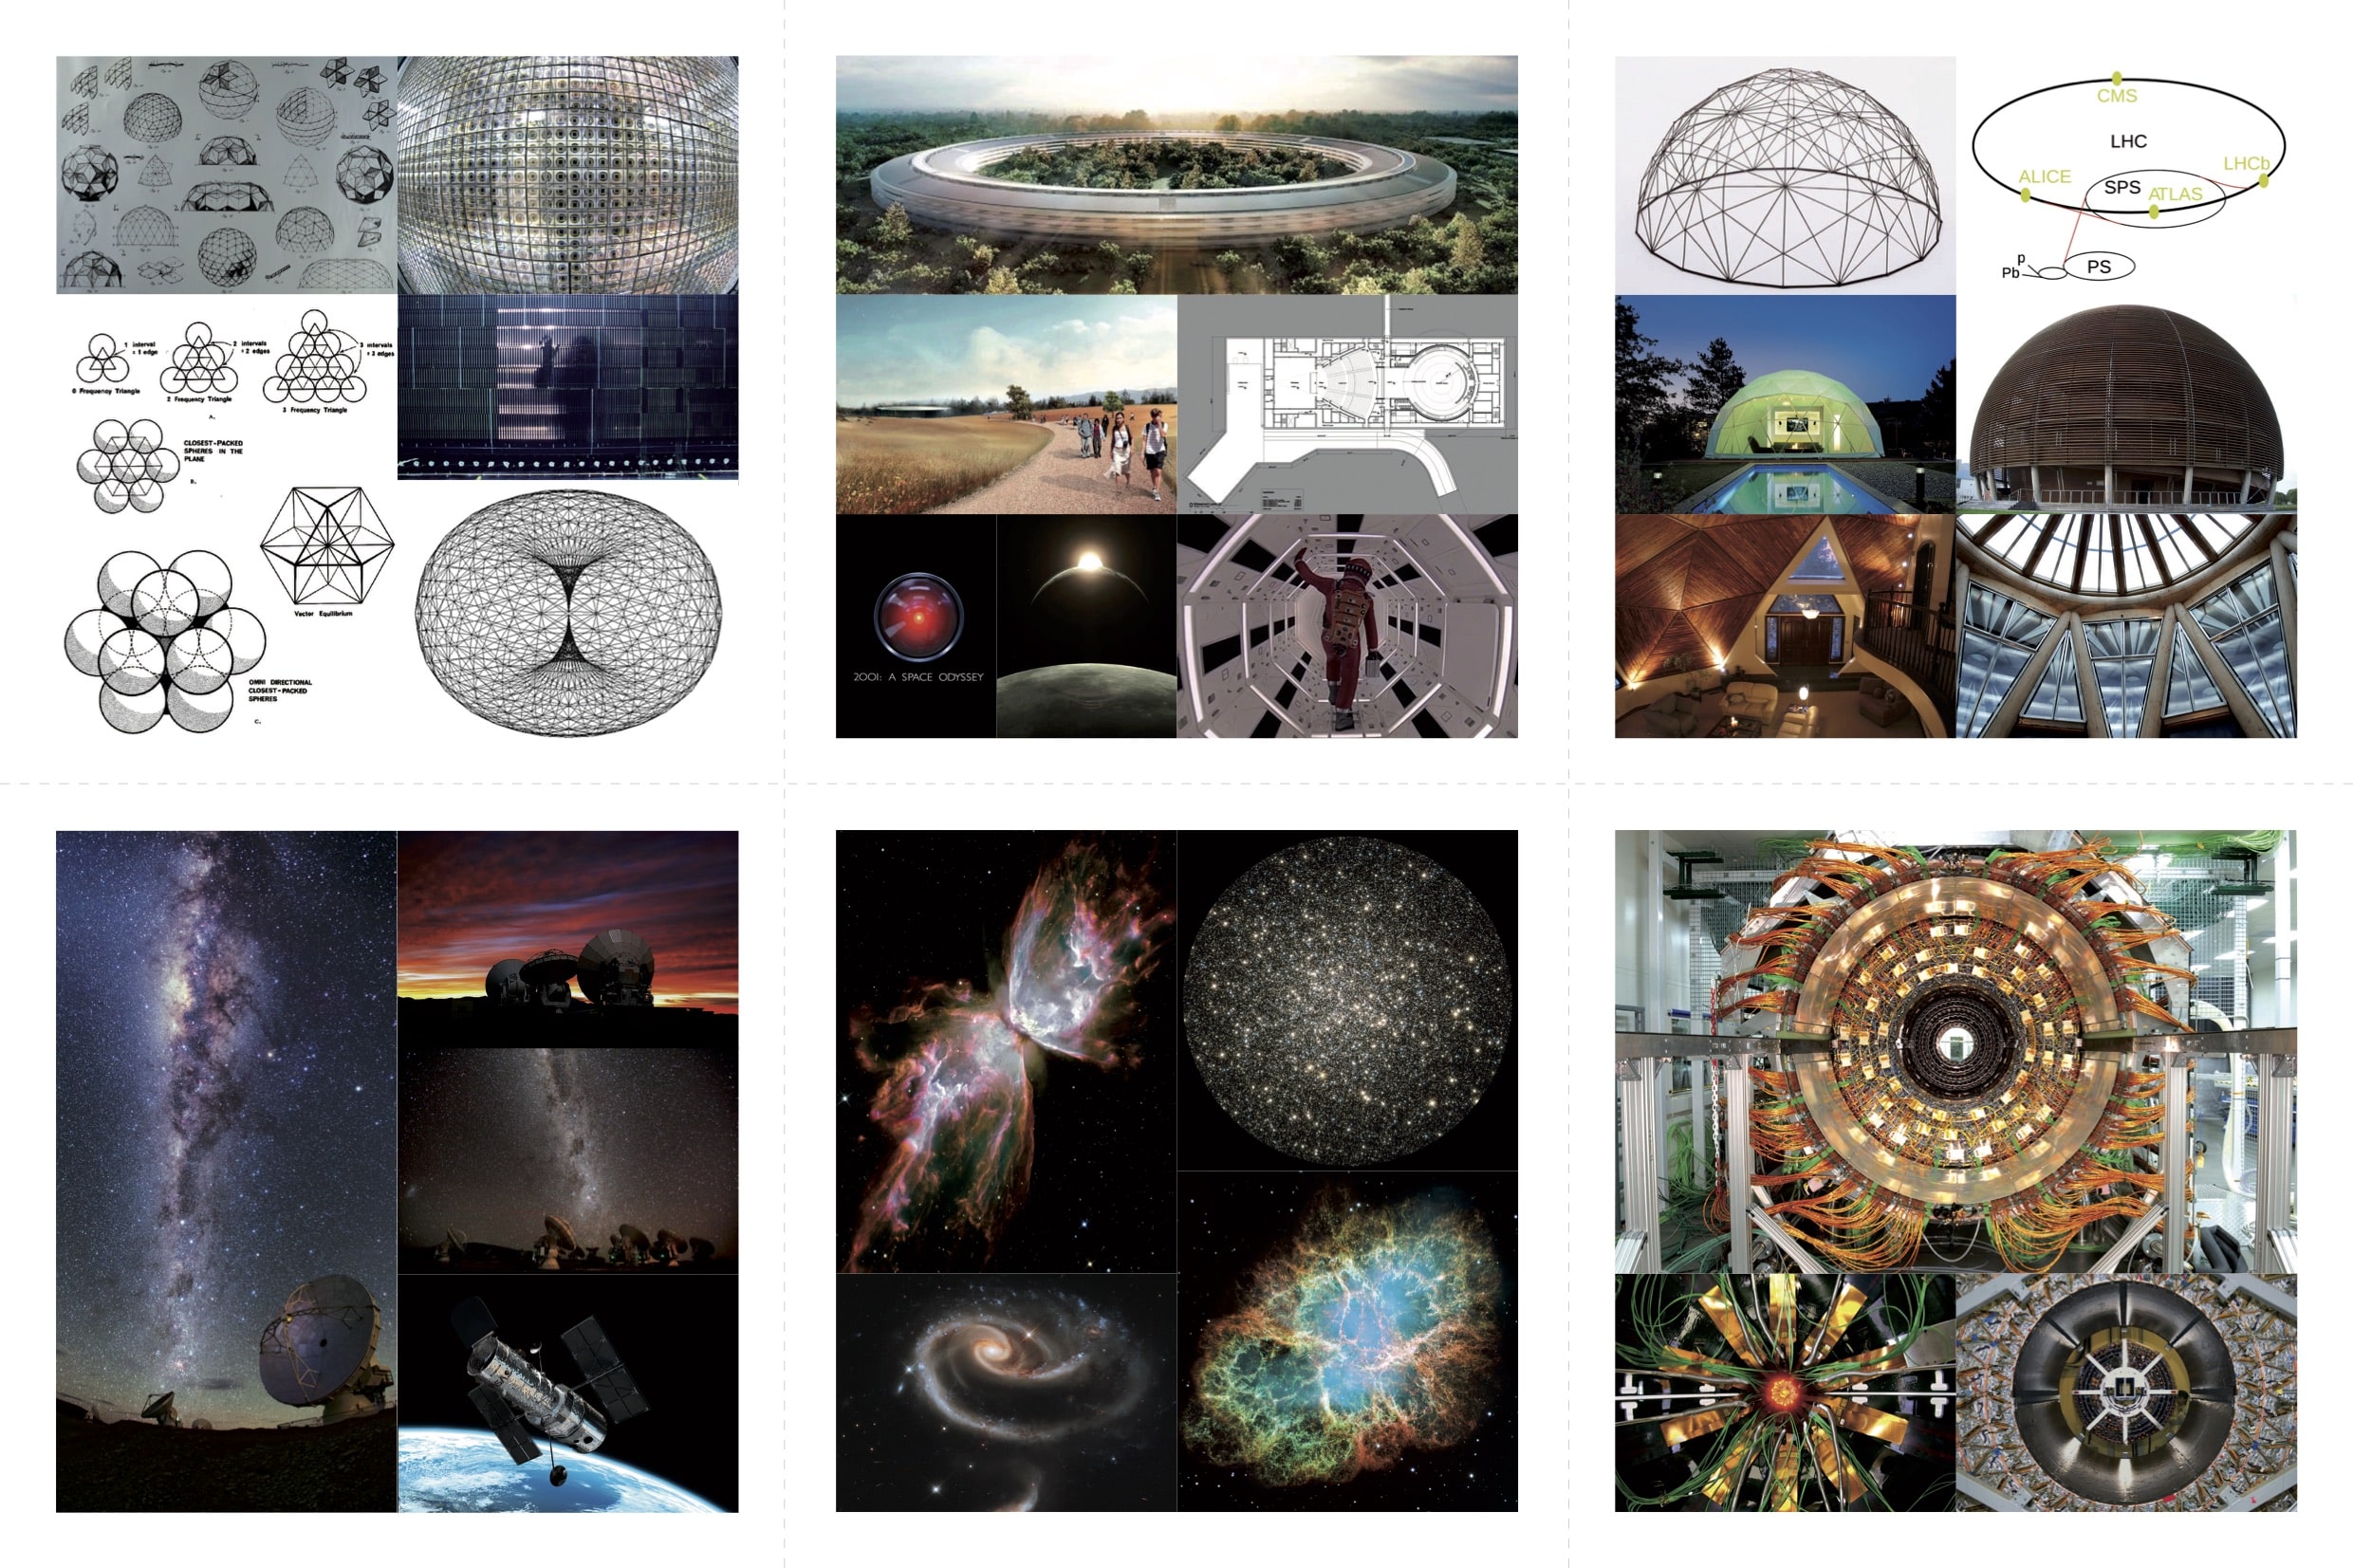 1 interval
= 1 edge
2 intervals
= 2 edges
3 intervals
= 3 edges
0 Frequency Triangle
2 Frequency Triangle
3 Frequency Triangle
A.
CLOSEST-PACKED
SPHERES IN THE
PLANE
B.
Vector Equilibrium
OMNI DIRECTIONAL
CLOSEST-PACKED
SPHERES
C.
2001: A SPACE ODYSSEY
CMS
LHC
LHCb
ALICE
SPS
ATLAS
p
Pb
PS